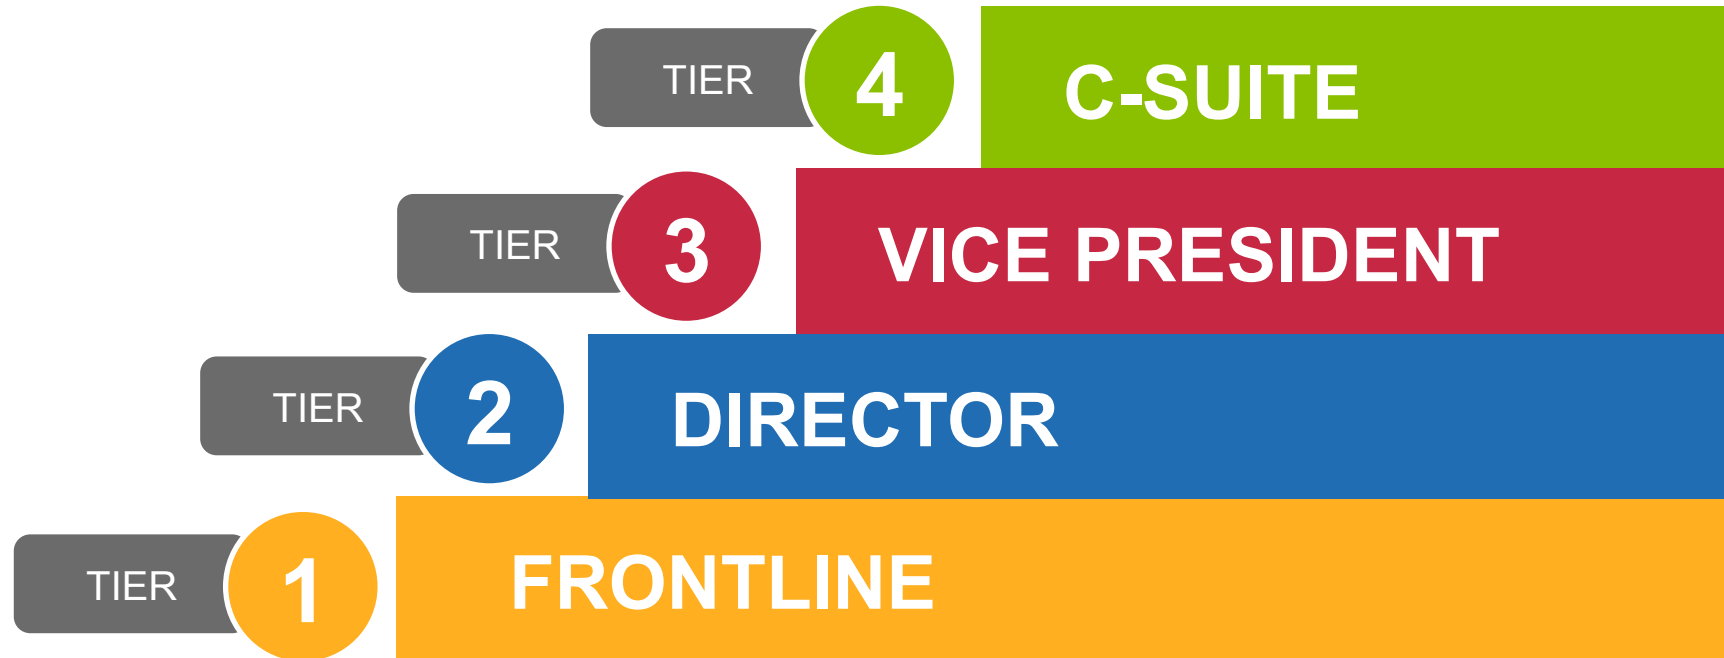 TIER 4 C-SUITE
TIER 3 VICE PRESIDENT
TIER 2 DIRECTOR
TIER 1 FRONTLINE